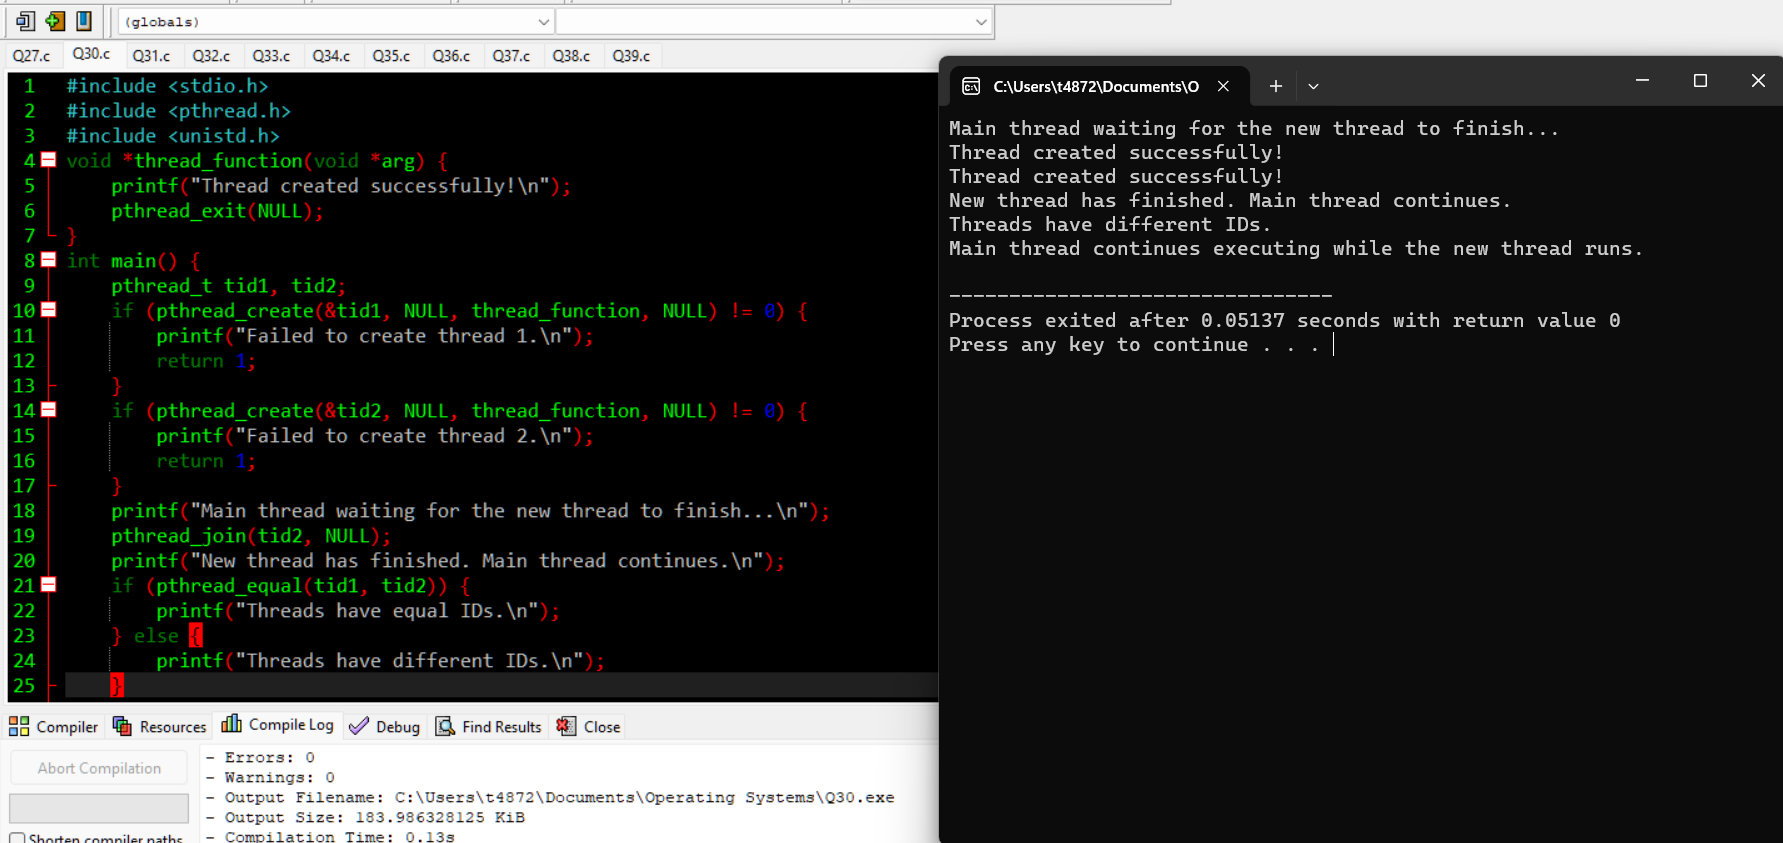 (globals)
Q27.c Q30.c Q31.c Q32.c Q33.c Q34.c Q35.c Q36.c Q37.c Q38.c Q39.c
1 #include <stdio.h>
2 #include <pthread.h>
3 #include <unistd.h>
4 void *thread_function(void *arg) {
5 printf("Thread created successfully!\n");
6 pthread_exit(NULL);
7 }
8 int main() {
9 pthread_t tid1, tid2;
10 if (pthread_create(&tid1, NULL, thread_function, NULL) != 0) {
11 printf("Failed to create thread 1.\n");
12 return 1;
13 }
14 if (pthread_create(&tid2, NULL, thread_function, NULL) != 0) {
15 printf("Failed to create thread 2.\n");
16 return 1;
17 }
18 printf("Main thread waiting for the new thread to finish...\n");
19 pthread_join(tid2, NULL);
20 printf("New thread has finished. Main thread continues.\n");
21 if (pthread_equal(tid1, tid2)) {
22 printf("Threads have equal IDs.\n");
23 } else {
24 printf("Threads have different IDs.\n");
25 }
Compiler Resources Compile Log Debug Find Results Close
Abort Compilation
Shorten compiler paths
- Errors: 0
- Warnings: 0
- Output Filename: C:\Users\t4872\Documents\Operating Systems\Q30.exe
- Output Size: 183.986328125 KiB
- Compilation Time: 0.13s
C:\Users\t4872\Documents\O
Main thread waiting for the new thread to finish...
Thread created successfully!
Thread created successfully!
New thread has finished. Main thread continues.
Threads have different IDs.
Main thread continues executing while the new thread runs.
--------------------------------
Process exited after 0.05137 seconds with return value 0
Press any key to continue . . .